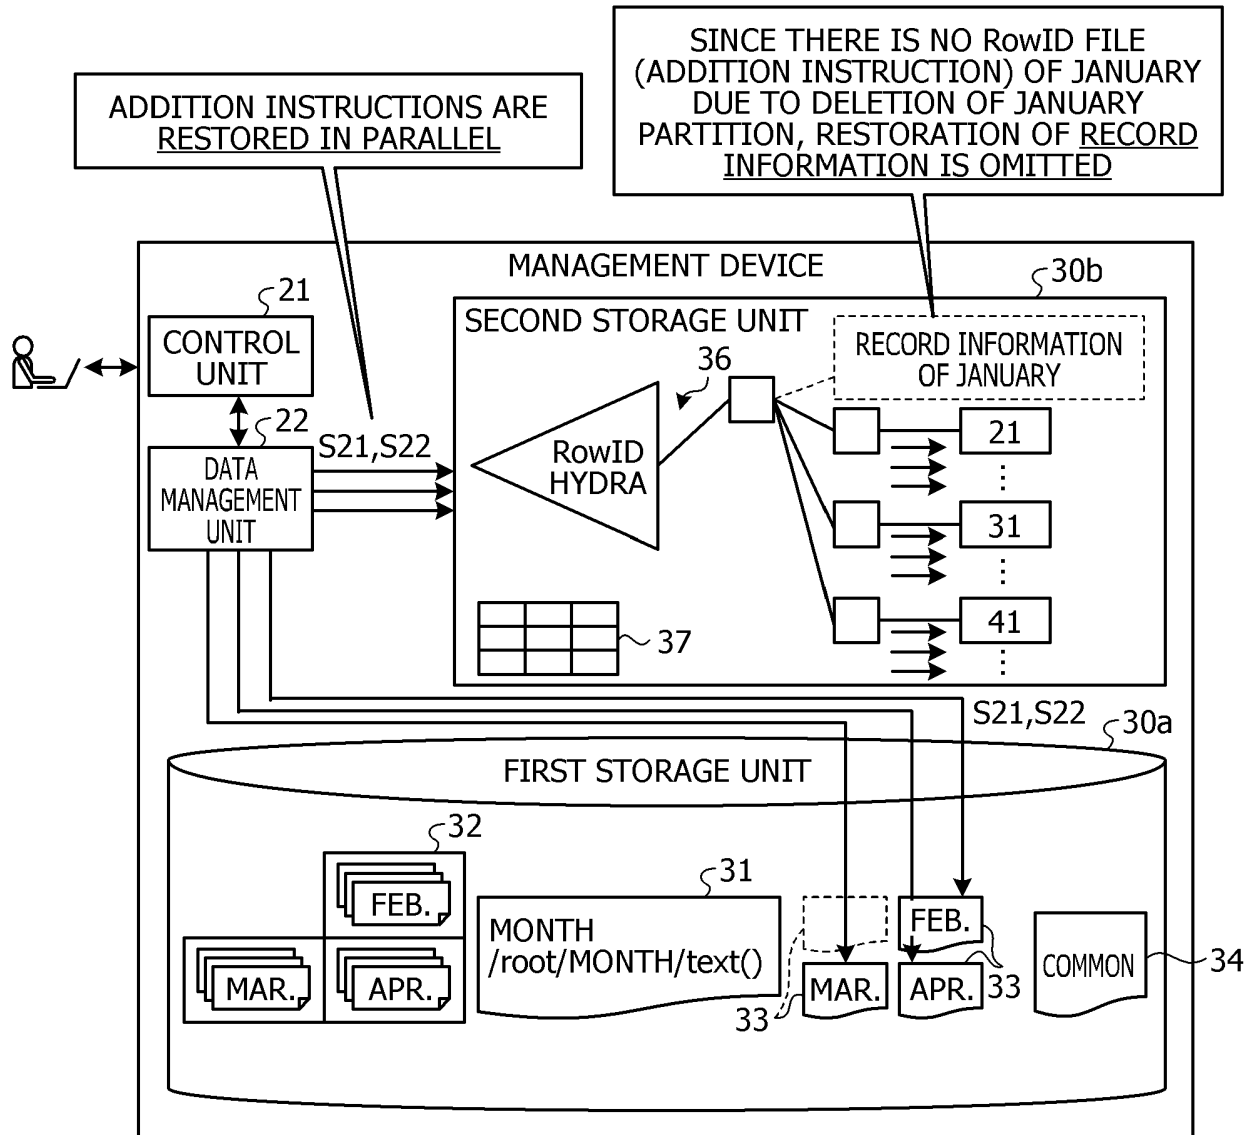 SINCE THERE IS NO RowID FILE
(ADDITION INSTRUCTION) OF JANUARY
DUE TO DELETION OF JANUARY
PARTITION, RESTORATION OF RECORD
INFORMATION IS OMITTED
ADDITION INSTRUCTIONS ARE
RESTORED IN PARALLEL
MANAGEMENT DEVICE
30b
21
CONTROL
UNIT
SECOND STORAGE UNIT
RECORD INFORMATION
OF JANUARY
36
22
S21,S22
DATA
MANAGEMENT
UNIT
RowID
HYDRA
21
⋮
31
⋮
41
⋮
37
S21,S22
30a
FIRST STORAGE UNIT
32
FEB.
MAR.
APR.
31
MONTH
/root/MONTH/text()
FEB.
MAR.
APR.
33
33
COMMON
34